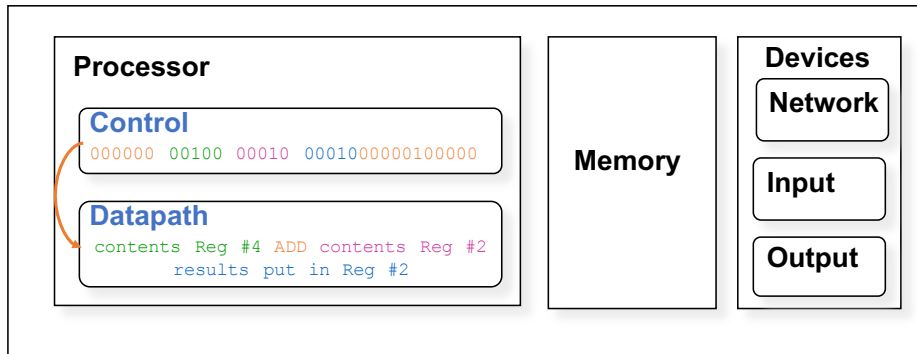 Processor
Control
000000 00100 00010 0001000000100000
Datapath
contents Reg #4 ADD contents Reg #2
results put in Reg #2
Memory
Devices
Network
Input
Output